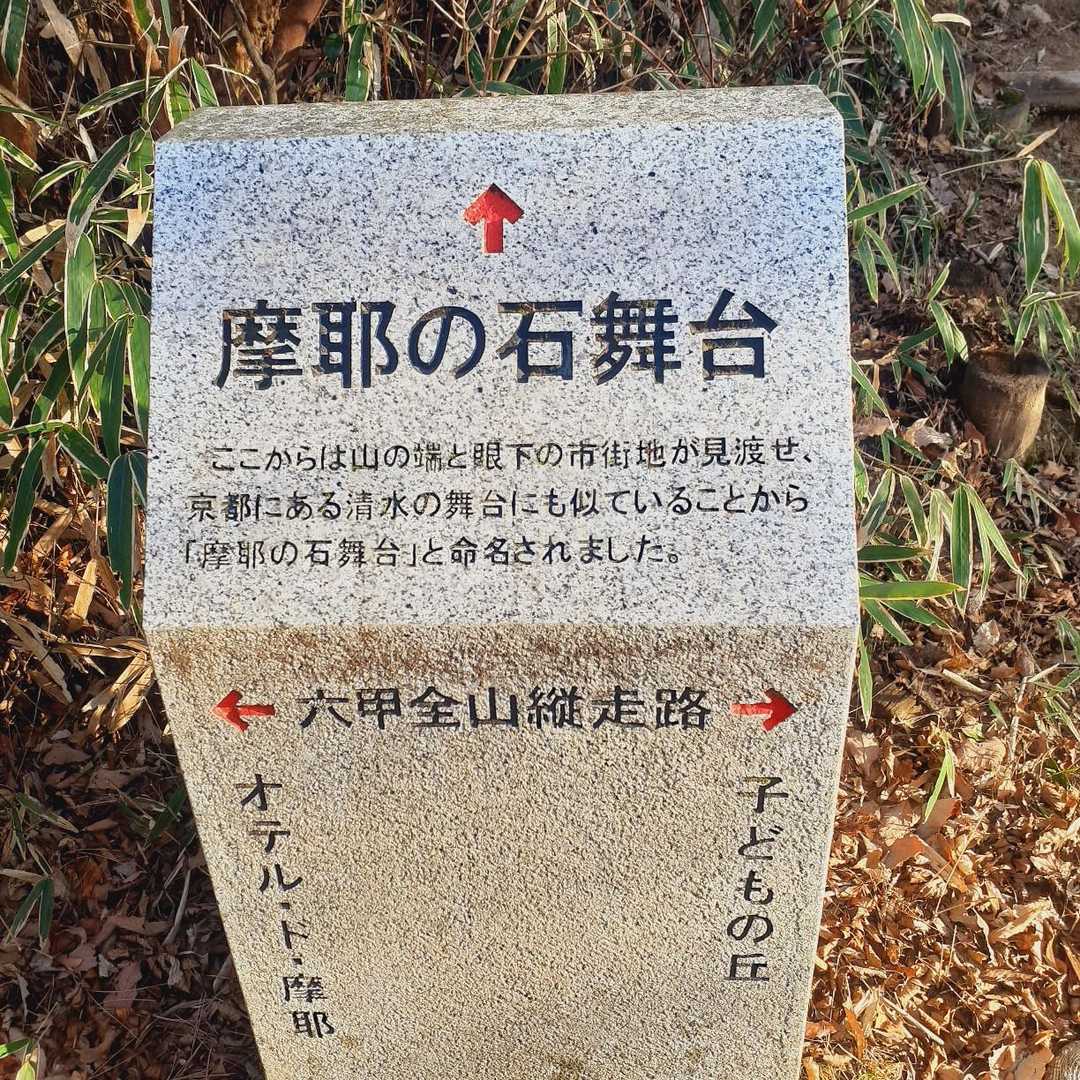 摩耶の石舞台
ここからは山の端と眼下の市街地が見渡せ、
京都にある清水の舞台にも似ていることから
「摩耶の石舞台」と命名されました。
六甲全山縦走路
オテル・ド・摩耶
子どもの丘